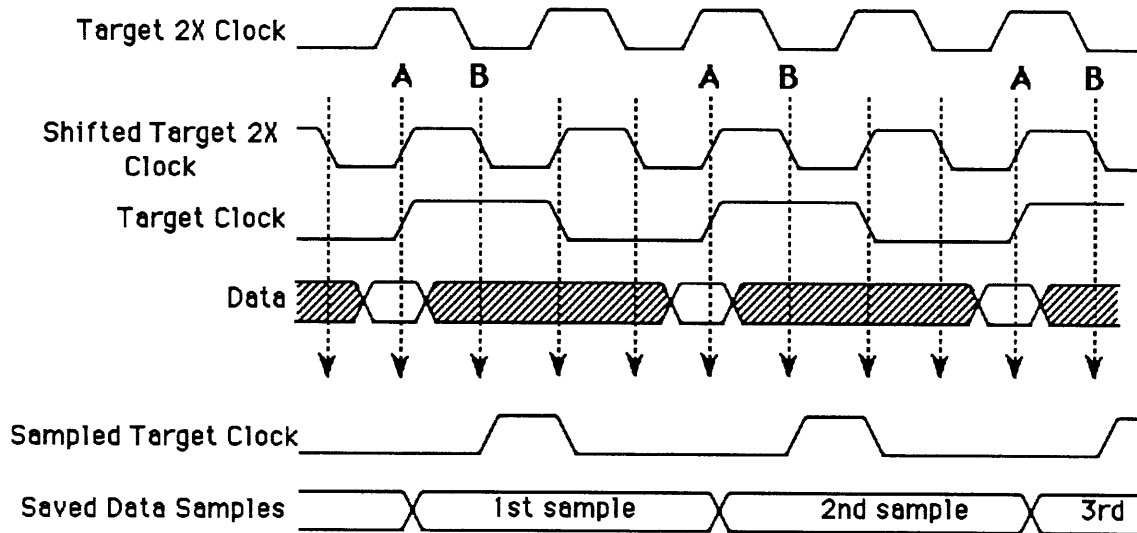 Target 2X Clock
A B A B A B
Shifted Target 2X
Clock
Target Clock
Data
Sampled Target Clock
Saved Data Samples 1st sample 2nd sample 3rd